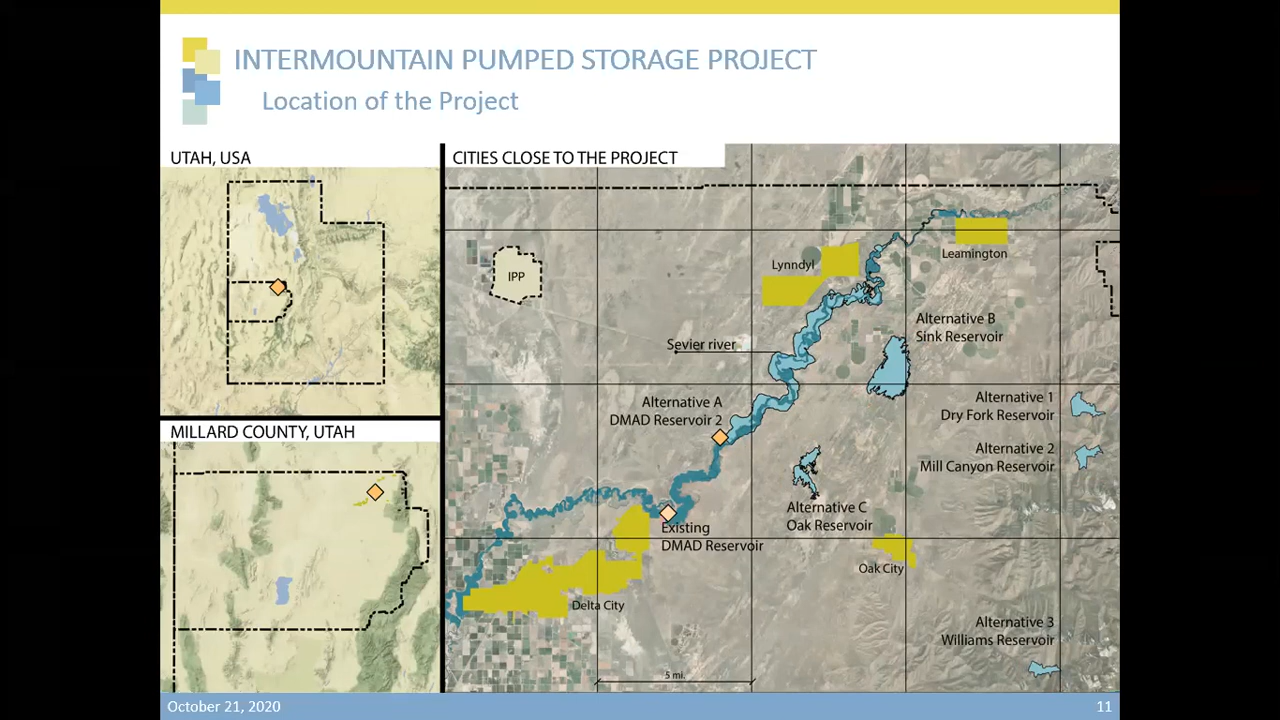 INTERMOUNTAIN PUMPED STORAGE PROJECT
Location of the Project
UTAH, USA
MILLARD COUNTY, UTAH
CITIES CLOSE TO THE PROJECT
IPP
Lynndyl
Leamington
Sevier river
Alternative B
Sink Reservoir
Alternative A
DMAD Reservoir 2
Alternative 1
Dry Fork Reservoir
Alternative 2
Mill Canyon Reservoir
Alternative C
Oak Reservoir
Existing
DMAD Reservoir
Oak City
Delta City
Alternative 3
Williams Reservoir
5 mi.
October 21, 2020
11